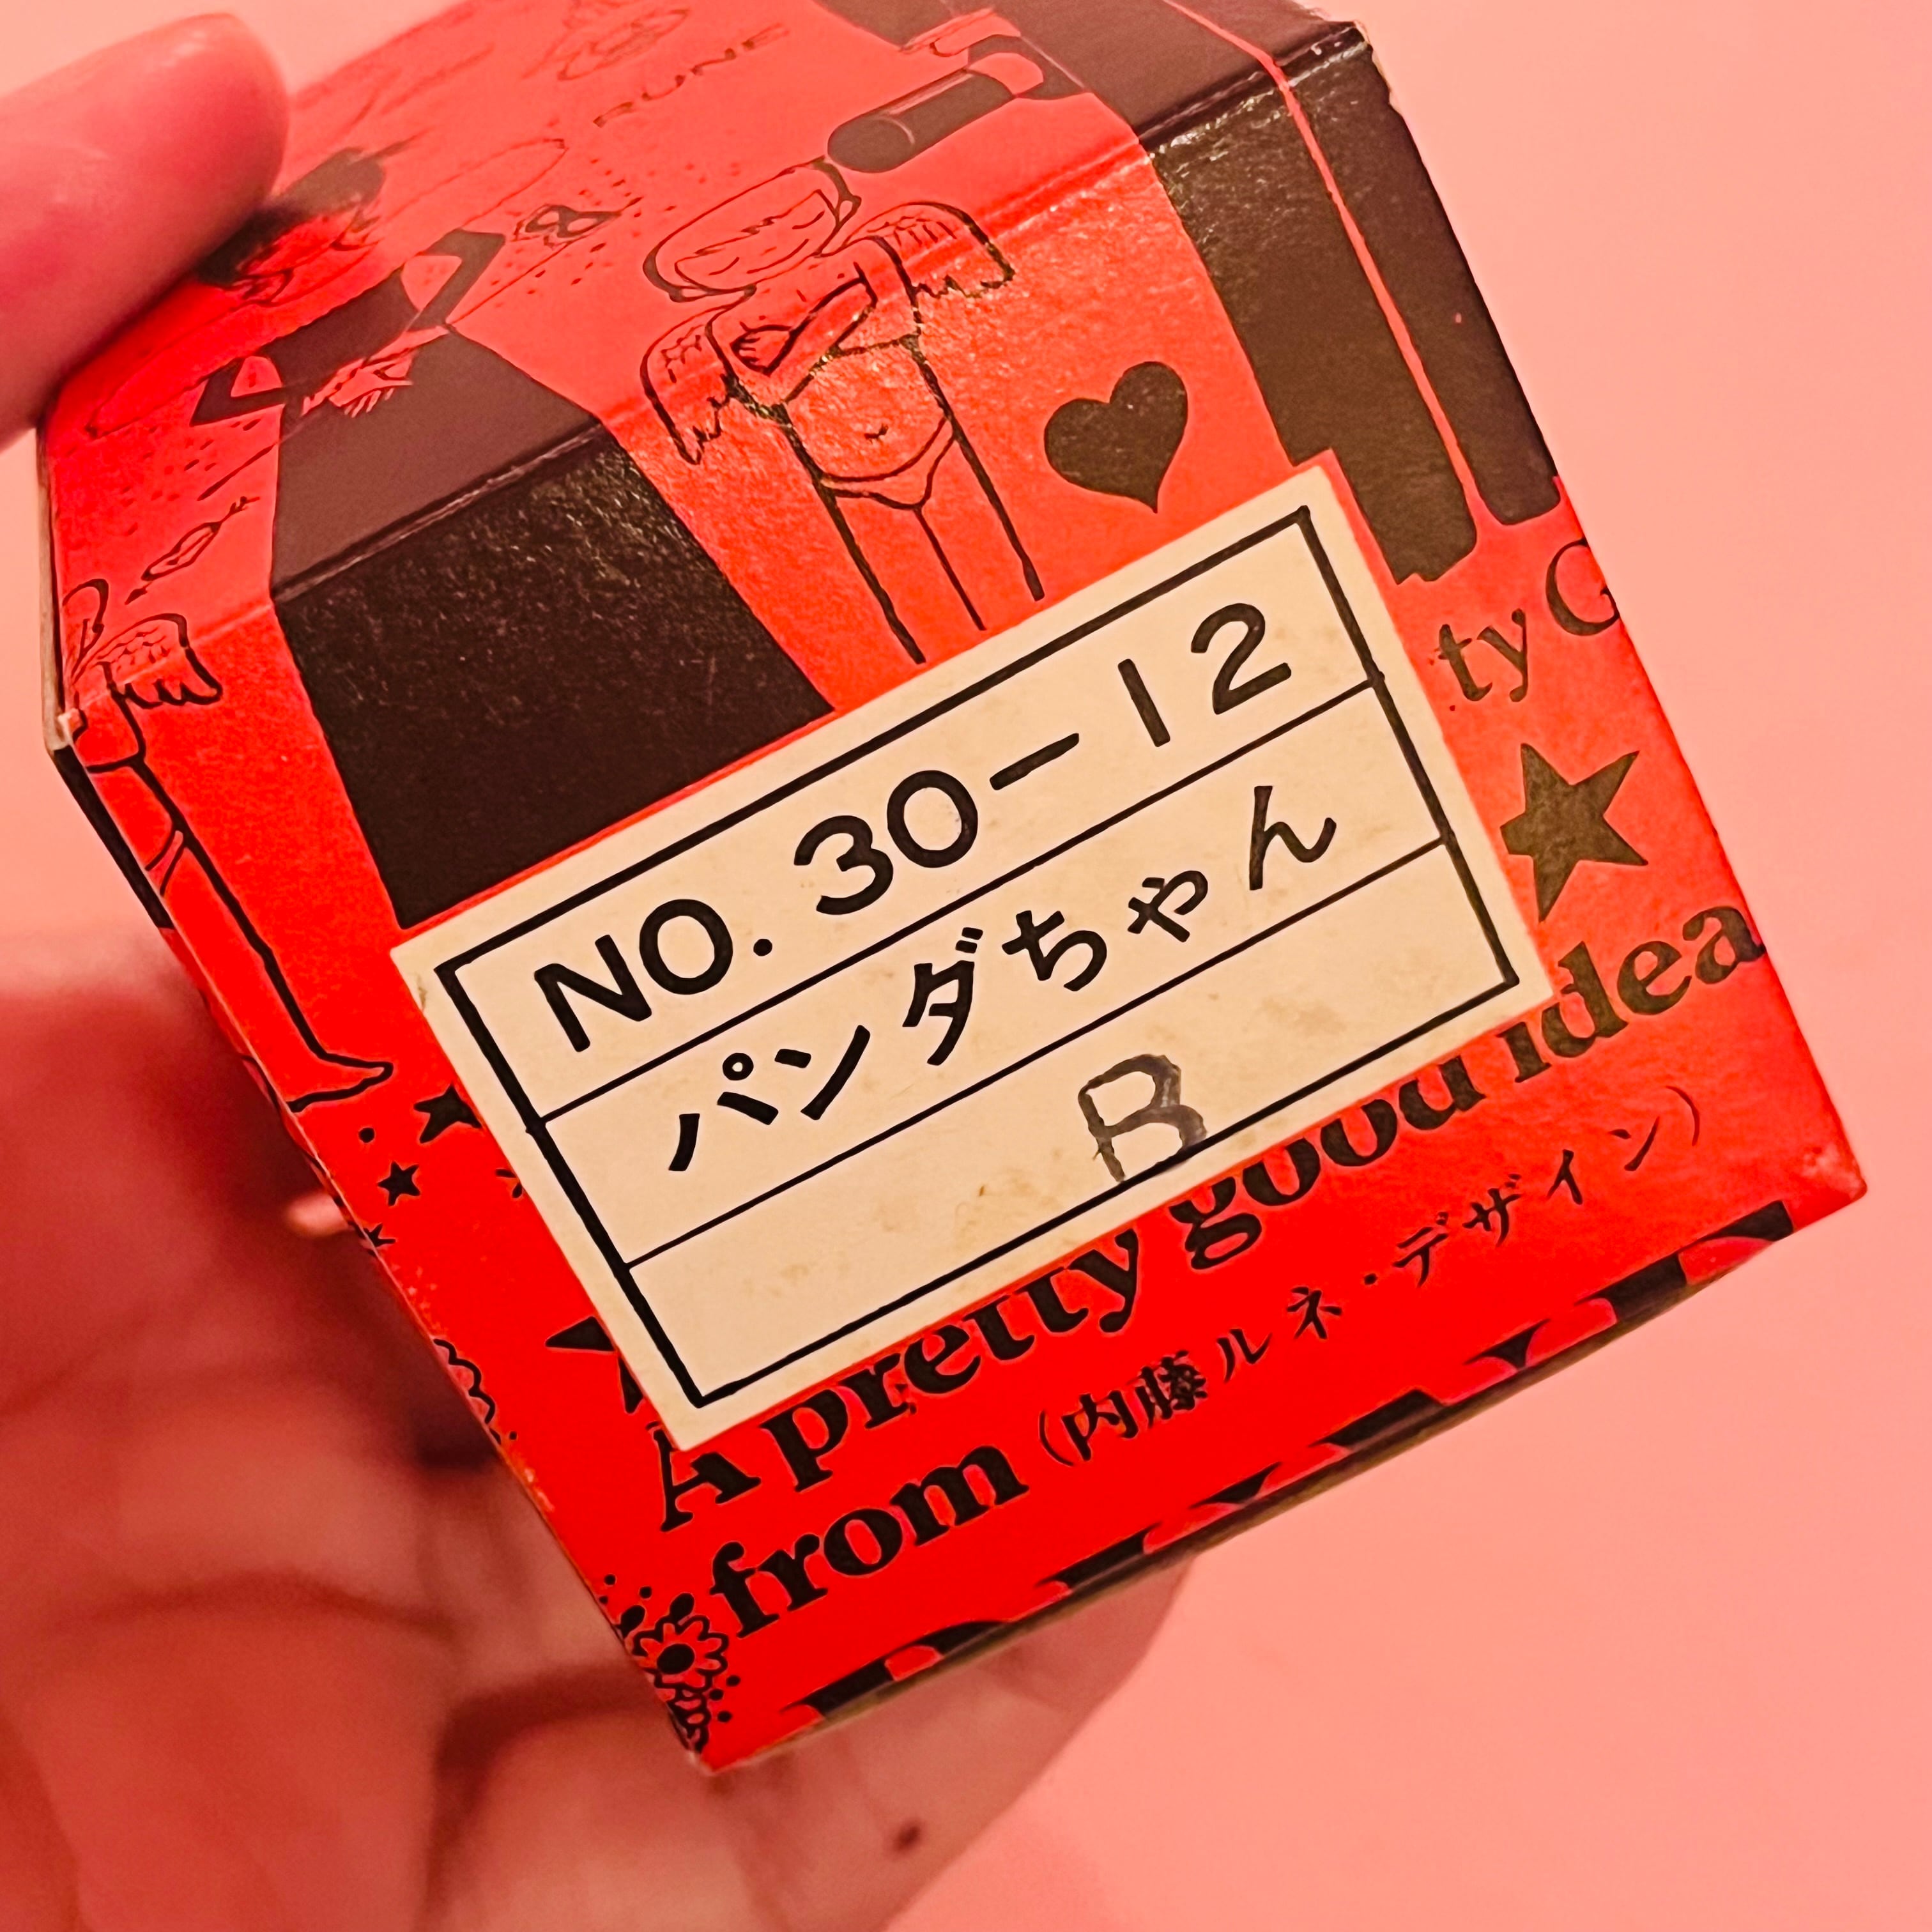 RUNE
ty G
NO. 30-12
パンダちゃん
B
A pretty good idea
from (内藤ルネ・デザイン)